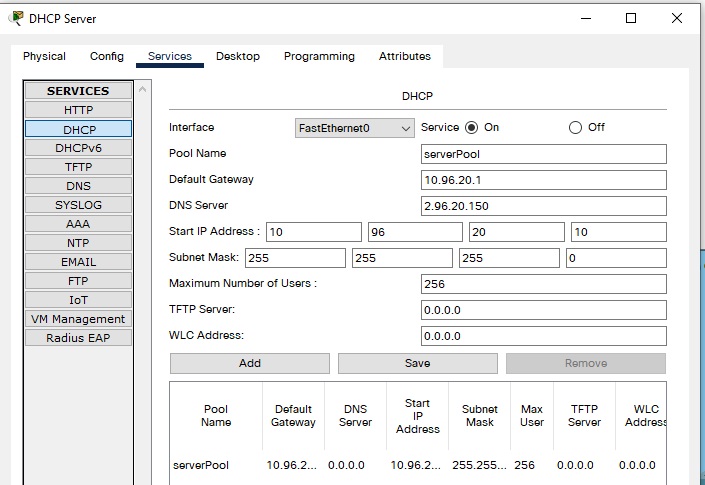 DHCP Server
Physical Config Services Desktop Programming Attributes
SERVICES
HTTP
DHCP
DHCPv6
TFTP
DNS
SYSLOG
AAA
NTP
EMAIL
FTP
IoT
VM Management
Radius EAP
DHCP
Interface FastEthernet0 Service On Off
Pool Name serverPool
Default Gateway 10.96.20.1
DNS Server 2.96.20.150
Start IP Address : 10 96 20 10
Subnet Mask: 255 255 255 0
Maximum Number of Users : 256
TFTP Server: 0.0.0.0
WLC Address: 0.0.0.0
Add Save Remove
Pool Name Default Gateway DNS Server Start IP Address Subnet Mask Max User TFTP Server WLC Address
serverPool 10.96.2... 0.0.0.0 10.96.2... 255.255... 256 0.0.0.0 0.0.0.0